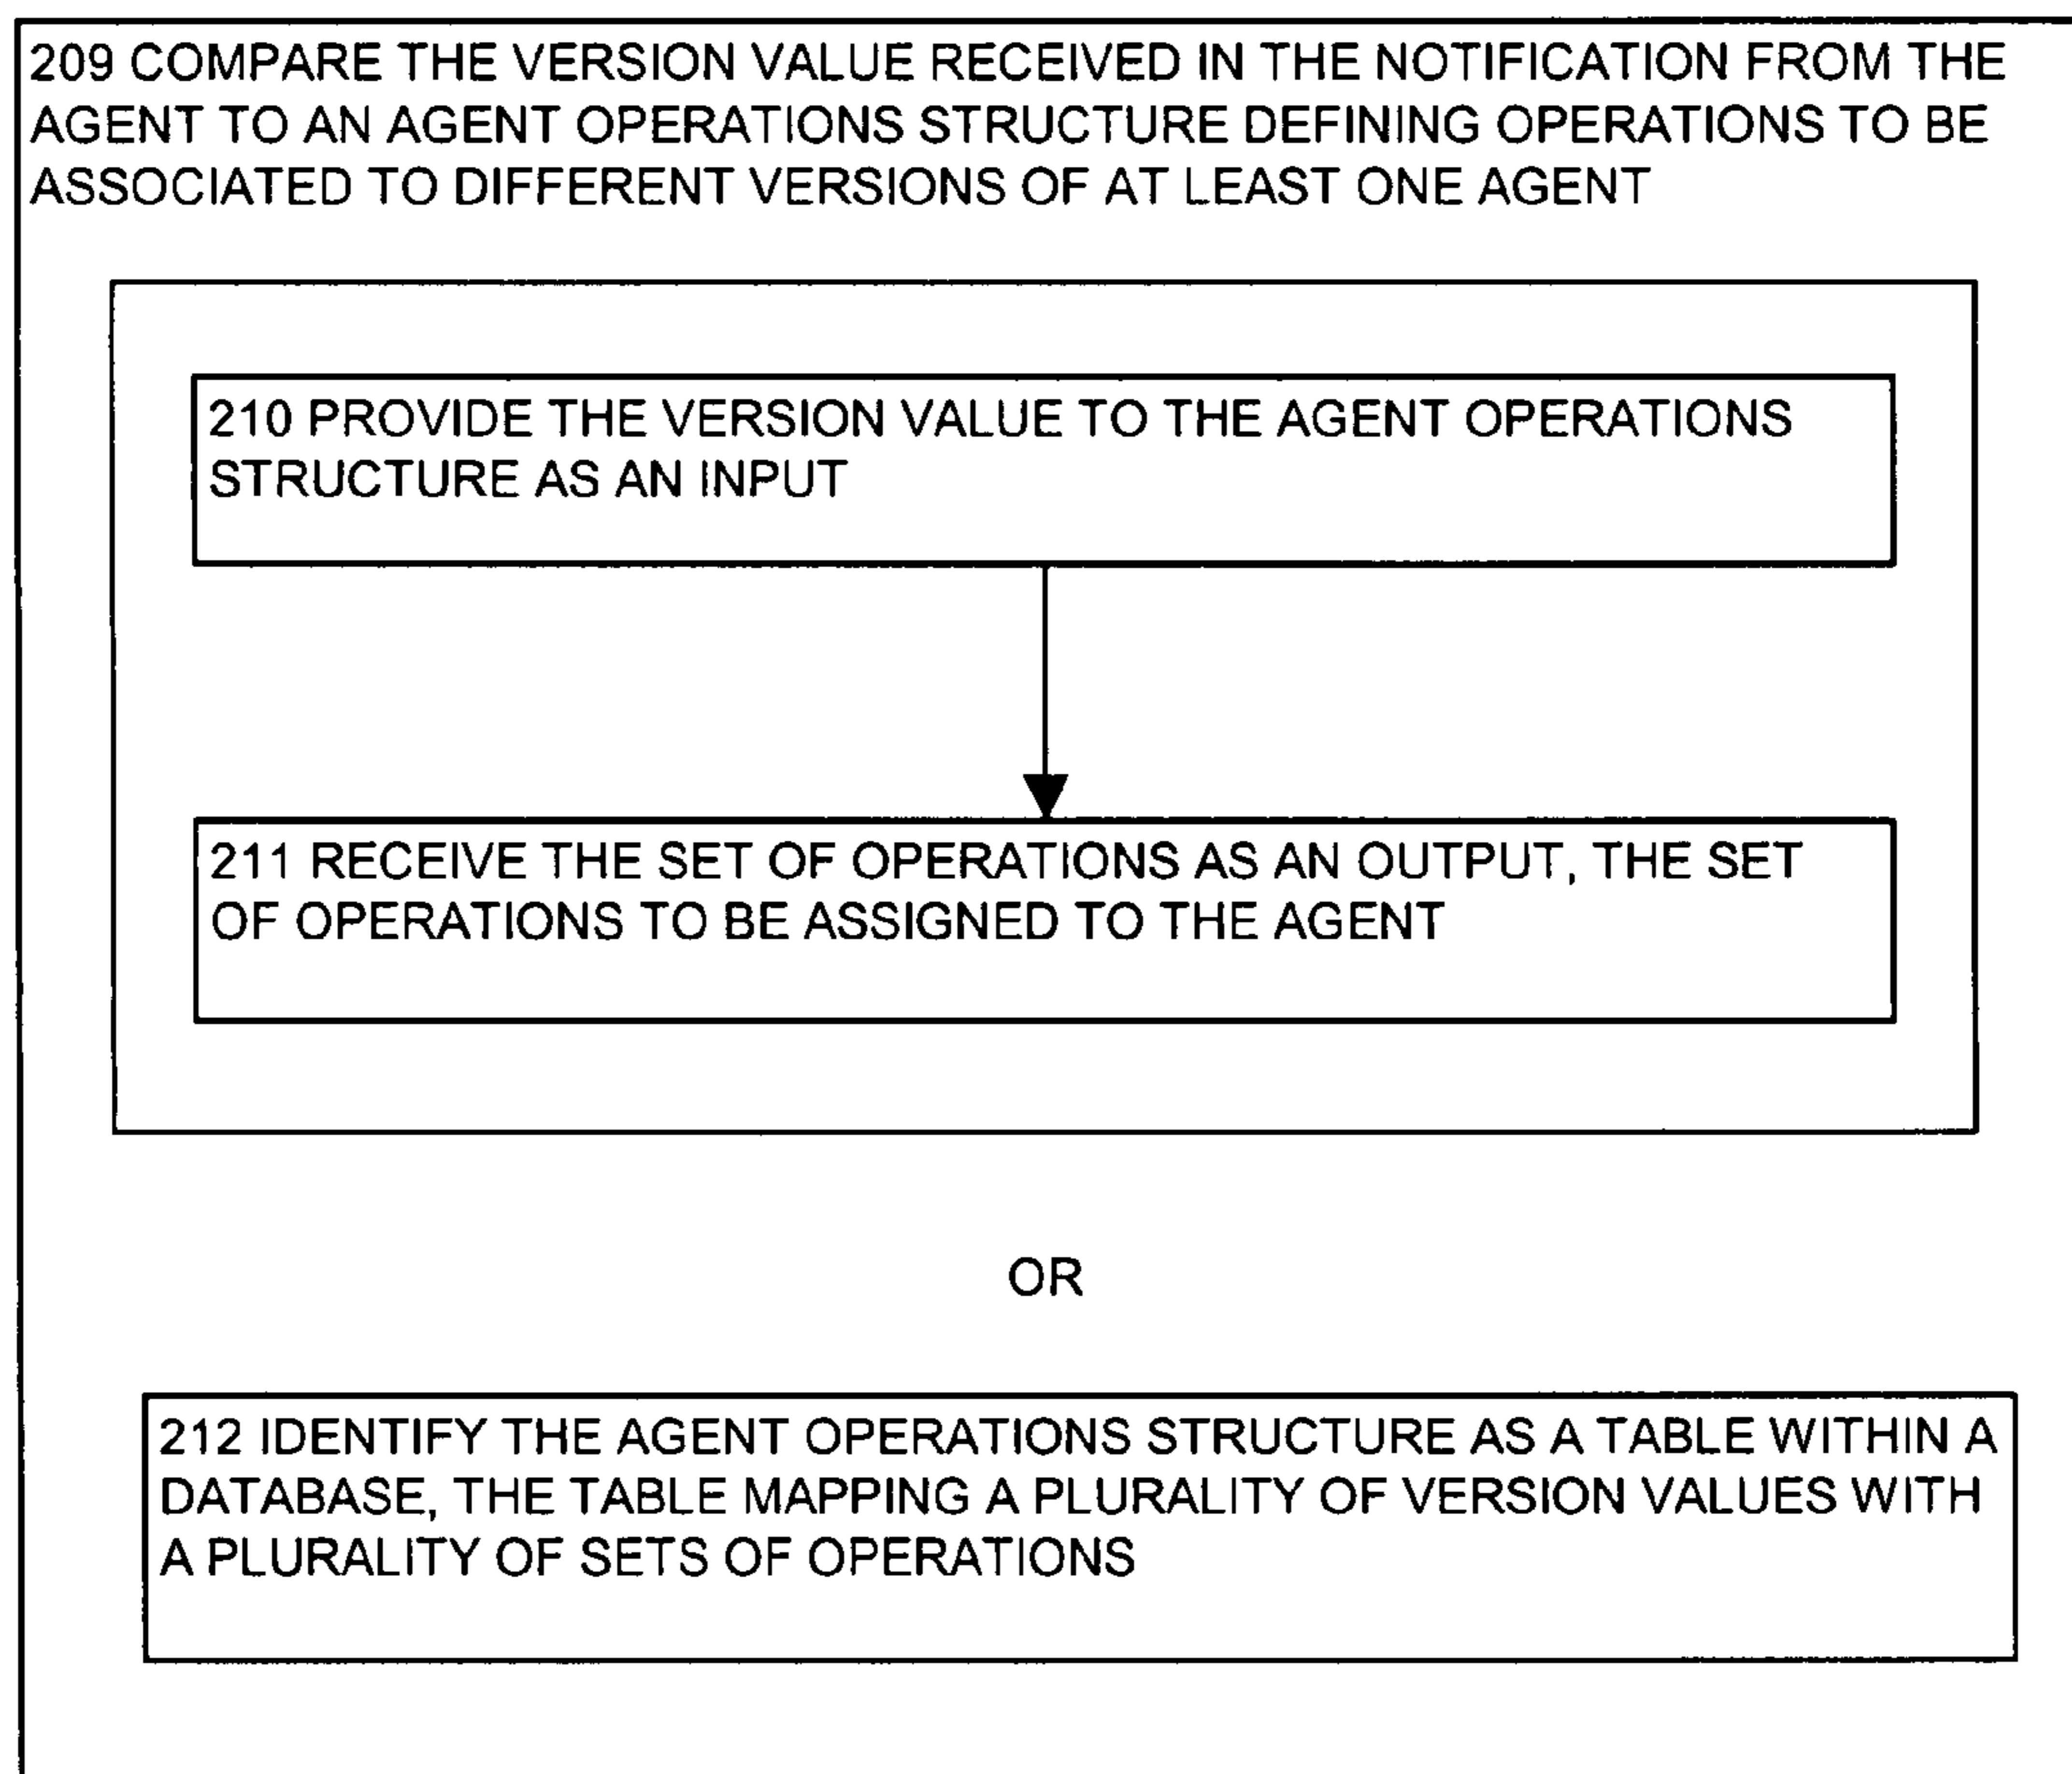 209 COMPARE THE VERSION VALUE RECEIVED IN THE NOTIFICATION FROM THE
AGENT TO AN AGENT OPERATIONS STRUCTURE DEFINING OPERATIONS TO BE
ASSOCIATED TO DIFFERENT VERSIONS OF AT LEAST ONE AGENT
210 PROVIDE THE VERSION VALUE TO THE AGENT OPERATIONS
STRUCTURE AS AN INPUT
211 RECEIVE THE SET OF OPERATIONS AS AN OUTPUT, THE SET
OF OPERATIONS TO BE ASSIGNED TO THE AGENT
OR
212 IDENTIFY THE AGENT OPERATIONS STRUCTURE AS A TABLE WITHIN A
DATABASE, THE TABLE MAPPING A PLURALITY OF VERSION VALUES WITH
A PLURALITY OF SETS OF OPERATIONS